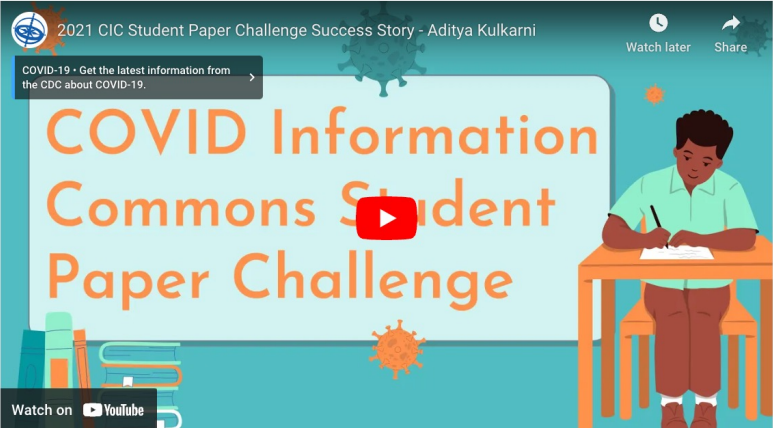 2021 CIC Student Paper Challenge Success Story - Aditya Kulkarni
Watch later
Share
COVID-19 • Get the latest information from
the CDC about COVID-19.
COVID Information
Commons Student
Paper Challenge
Watch on YouTube